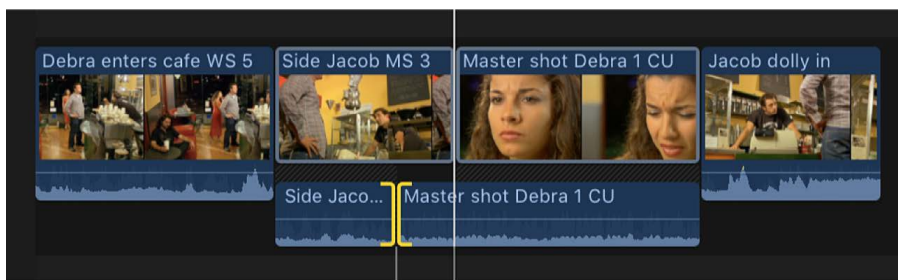 Debra enters cafe WS 5
Side Jacob MS 3
Master shot Debra 1 CU
Jacob dolly in
Side Jaco...
Master shot Debra 1 CU